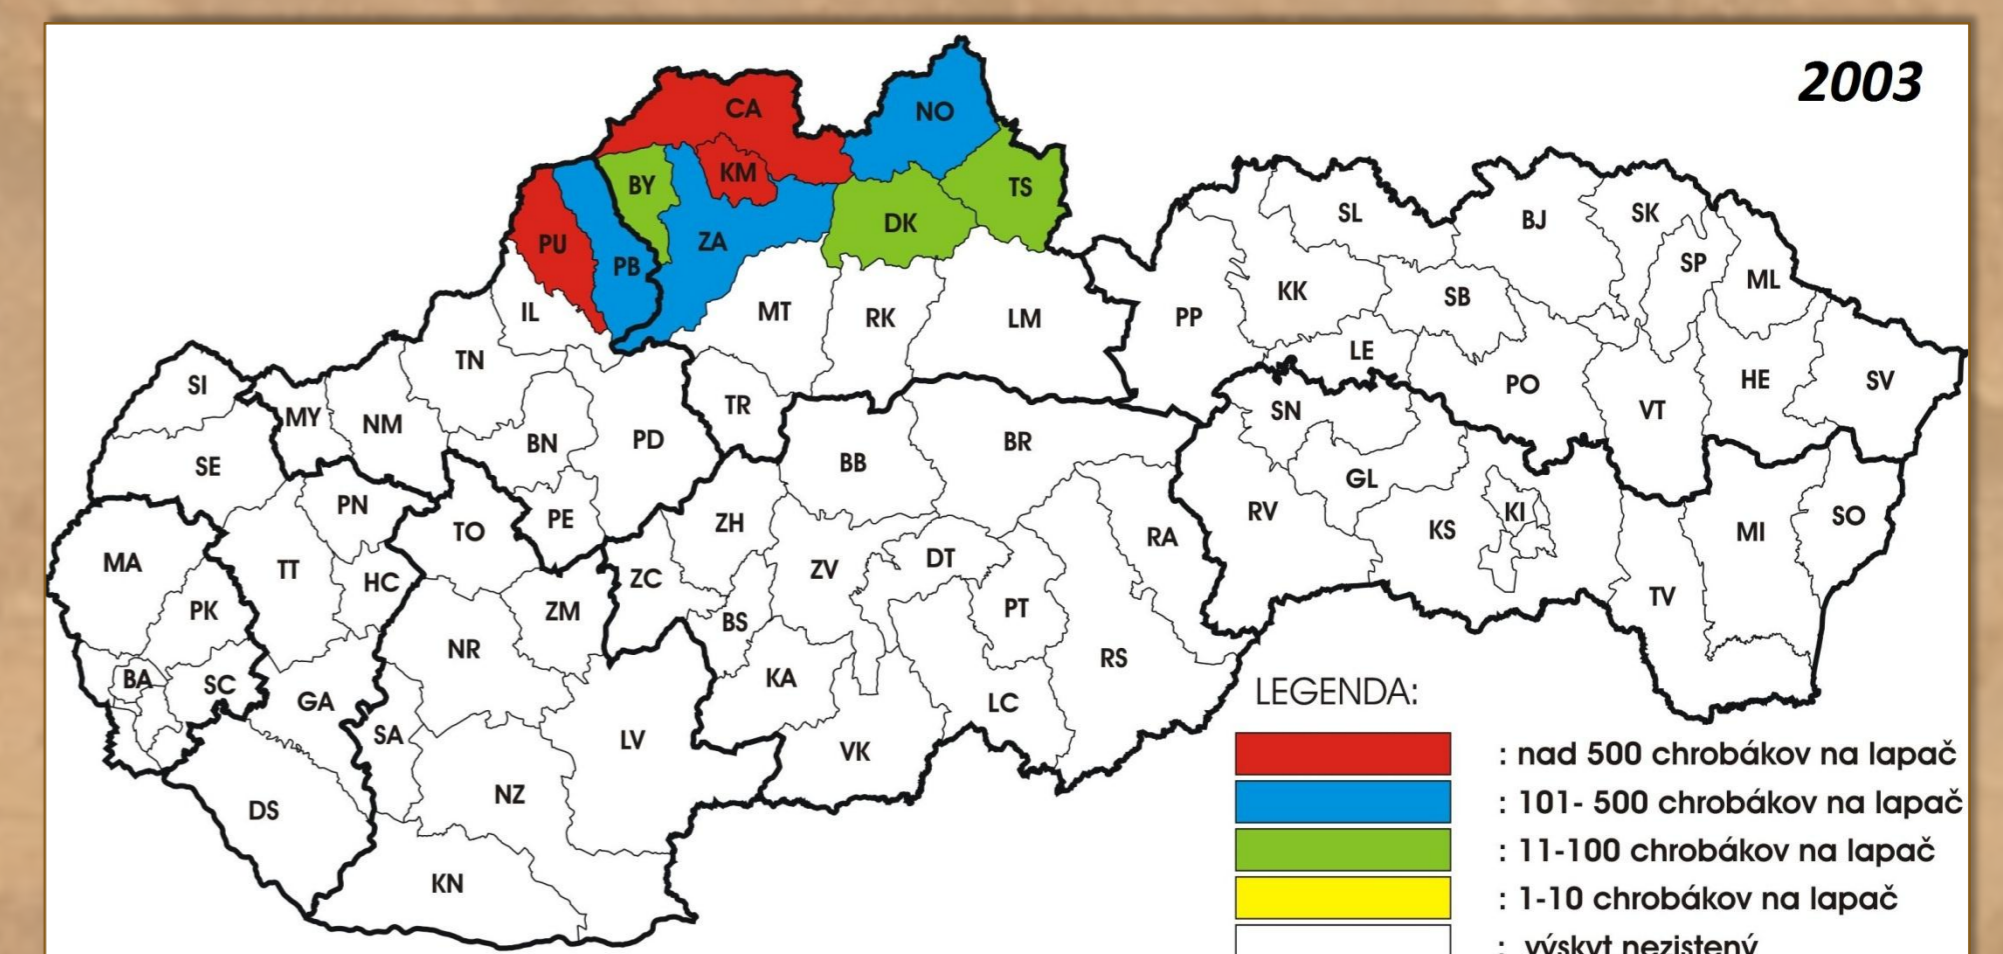 2003
CA
NO
KM
BY
TS
SL
SK
BJ
DK
PU
ZA
PB
SP
ML
KK
SB
IL
MT
RK
LM
PP
LE
TN
SI
PO
HE
SV
TR
SN
VT
MY
NM
BN
PD
BR
BB
SE
GL
PN
PE
ZH
RV
KI
SO
TO
KS
MI
RA
DT
MA
TT
HC
ZC
ZV
TV
PK
ZM
PT
BS
NR
RS
BA
SC
KA
GA
LC
SA
LV
VK
NZ
DS
KN
LEGENDA:
: nad 500 chrobákov na lapač
: 101- 500 chrobákov na lapač
: 11-100 chrobákov na lapač
: 1-10 chrobákov na lapač
: výskyt nezistený